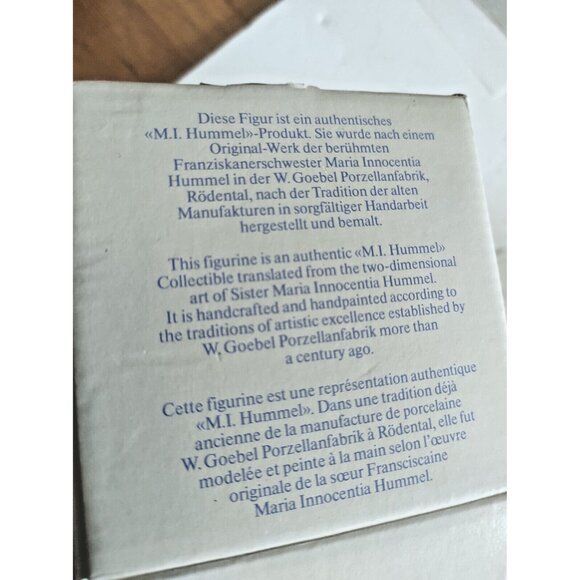 Diese Figur ist ein authentisches
«M.I. Hummel»-Produkt. Sie wurde nach einem
Original-Werk der berühmten
Franziskanerschwester Maria Innocentia
Hummel in der W. Goebel Porzellanfabrik,
Rödental, nach der Tradition der alten
Manufakturen in sorgfältiger Handarbeit
hergestellt und bemalt.
This figurine is an authentic «M.I. Hummel»
Collectible translated from the two-dimensional
art of Sister Maria Innocentia Hummel.
It is handcrafted and handpainted according to
the traditions of artistic excellence established by
W. Goebel Porzellanfabrik more than
a century ago.
Cette figurine est une représentation authentique
«M.I. Hummel». Dans une tradition déjà
ancienne de la manufacture de porcelaine
W. Goebel Porzellanfabrik à Rödental, elle fut
modelée et peinte à la main selon l'œuvre
originale de la sœur Fransciscaine
Maria Innocentia Hummel.